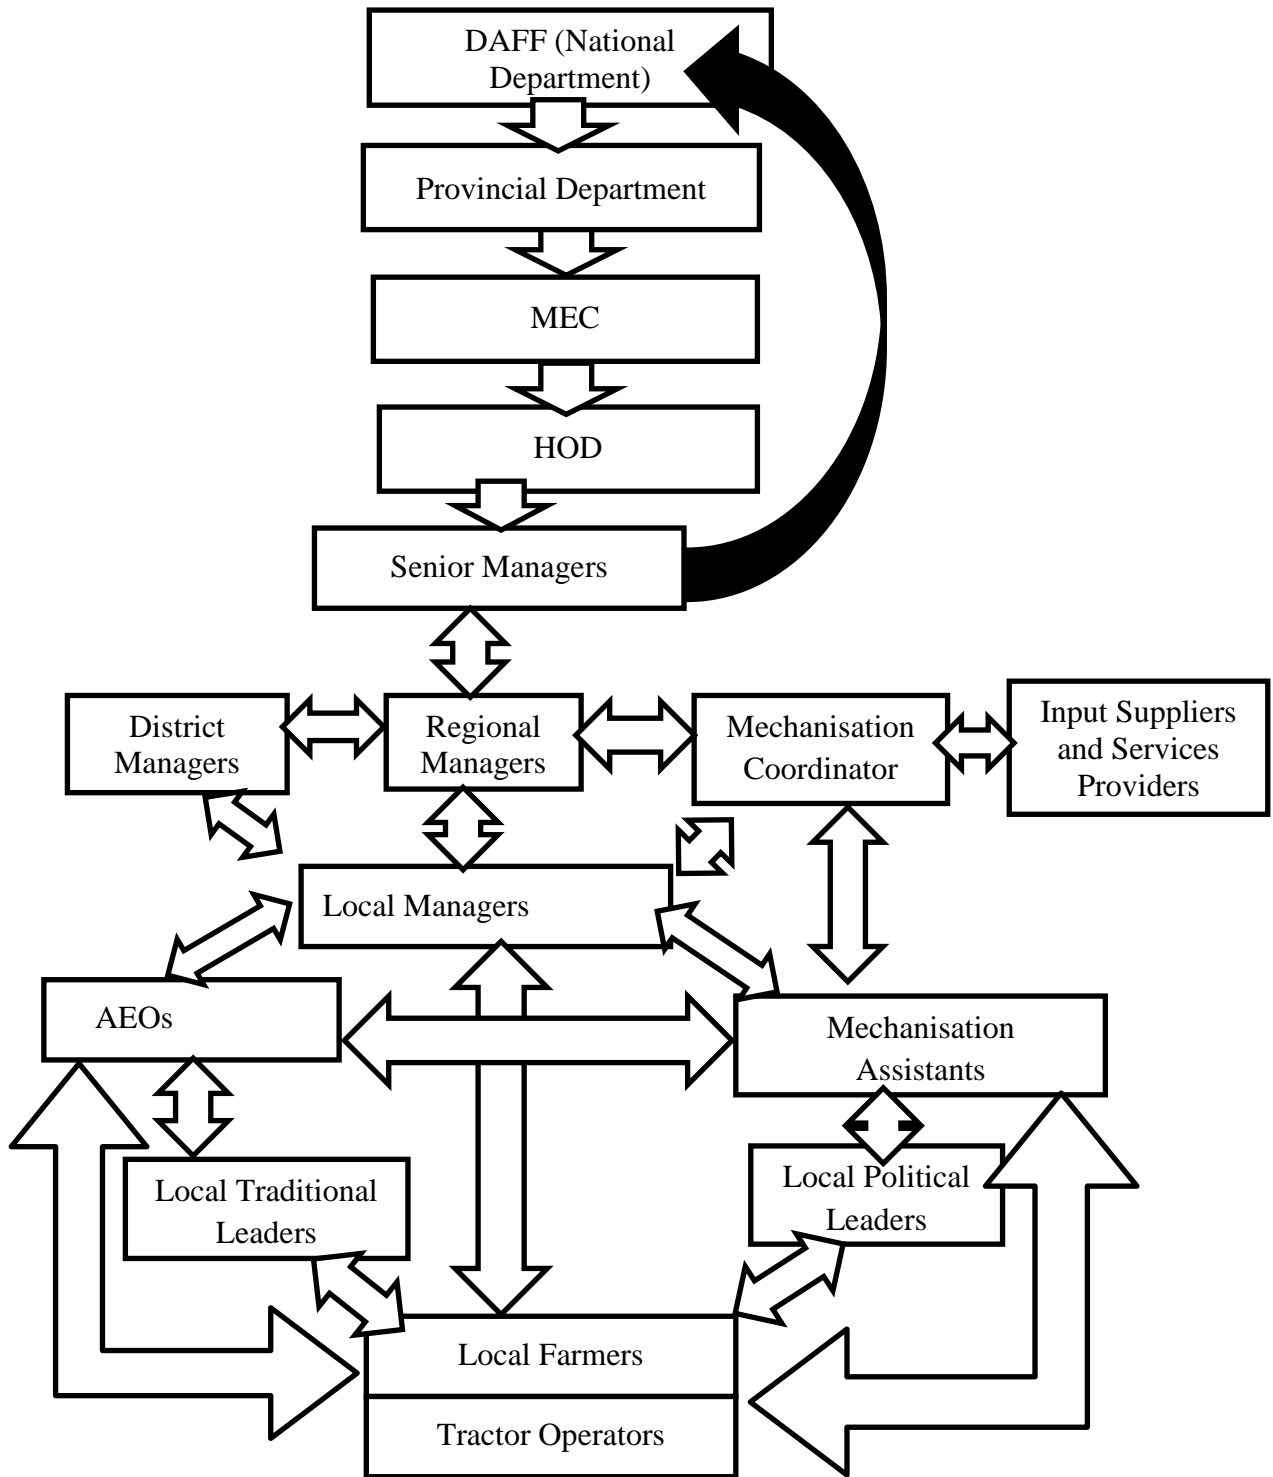 DAFF (National
Department)
Provincial Department
MEC
HOD
Senior Managers
District
Managers
Regional
Managers
Mechanisation
Coordinator
Input Suppliers
and Services
Providers
Local Managers
AEOs
Mechanisation
Assistants
Local Traditional
Leaders
Local Political
Leaders
Local Farmers
Tractor Operators